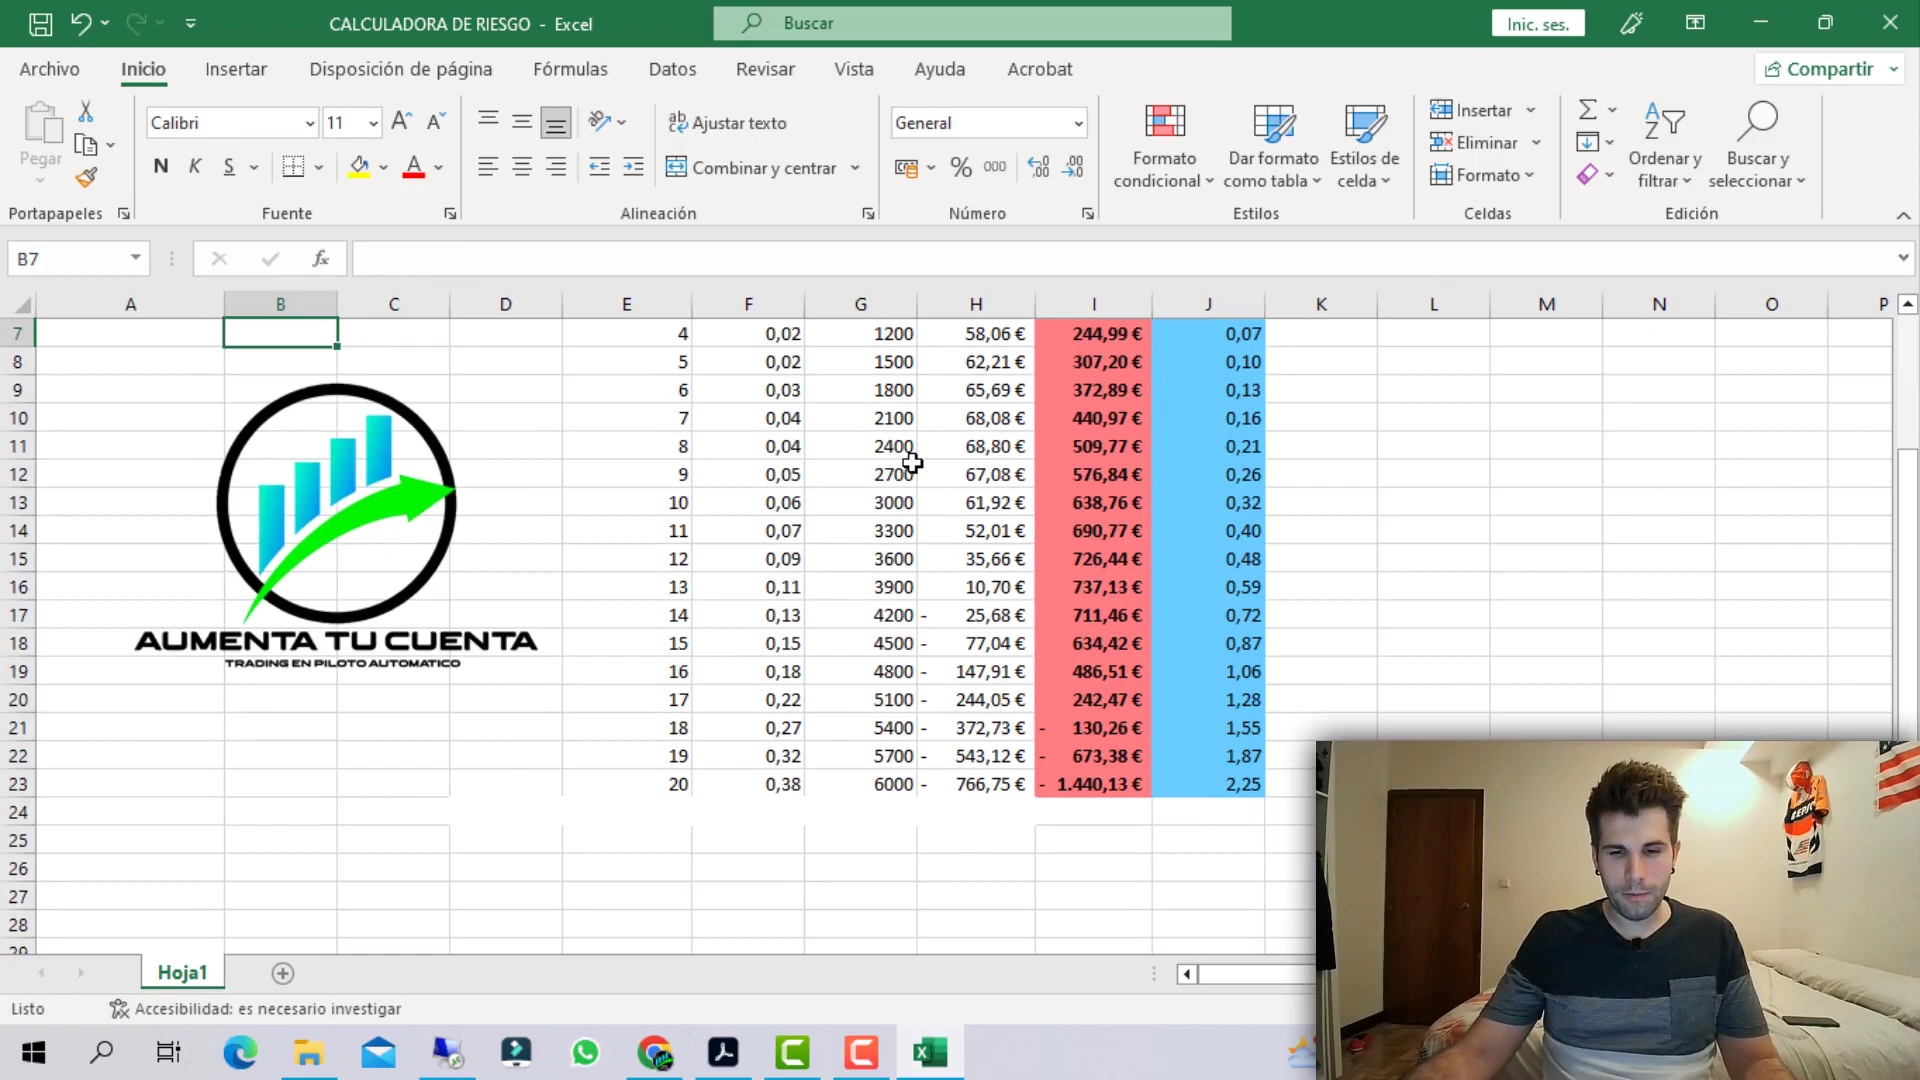 CALCULADORA DE RIESGO - Excel
Buscar
Inic. ses.
Archivo Inicio Insertar Disposición de página Fórmulas Datos Revisar Vista Ayuda Acrobat Compartir
Pegar
Portapapeles
Calibri 11
N K S
Fuente
Ajustar texto
Combinar y centrar
Alineación
General
% 000
Número
Formato condicional
Dar formato como tabla
Estilos de celda
Estilos
Insertar
Eliminar
Formato
Celdas
Ordenar y filtrar
Buscar y seleccionar
Edición
B7 fx
A B C D E F G H I J K L M N O P
7 4 0,02 1200 58,06 € 244,99 € 0,07
8 5 0,02 1500 62,21 € 307,20 € 0,10
9 6 0,03 1800 65,69 € 372,89 € 0,13
10 7 0,04 2100 68,08 € 440,97 € 0,16
11 8 0,04 2400 68,80 € 509,77 € 0,21
12 9 0,05 2700 67,08 € 576,84 € 0,26
13 10 0,06 3000 61,92 € 638,76 € 0,32
14 11 0,07 3300 52,01 € 690,77 € 0,40
15 12 0,09 3600 35,66 € 726,44 € 0,48
16 13 0,11 3900 10,70 € 737,13 € 0,59
17 14 0,13 4200 - 25,68 € 711,46 € 0,72
18 15 0,15 4500 - 77,04 € 634,42 € 0,87
19 16 0,18 4800 - 147,91 € 486,51 € 1,06
20 17 0,22 5100 - 244,05 € 242,47 € 1,28
21 18 0,27 5400 - 372,73 € - 130,26 € 1,55
22 19 0,32 5700 - 543,12 € - 673,38 € 1,87
23 20 0,38 6000 - 766,75 € - 1.440,13 € 2,25
24
25
26
27
28
29
AUMENTA TU CUENTA
TRADING EN PILOTO AUTOMATICO
REPSOL
Hoja1
Listo Accesibilidad: es necesario investigar